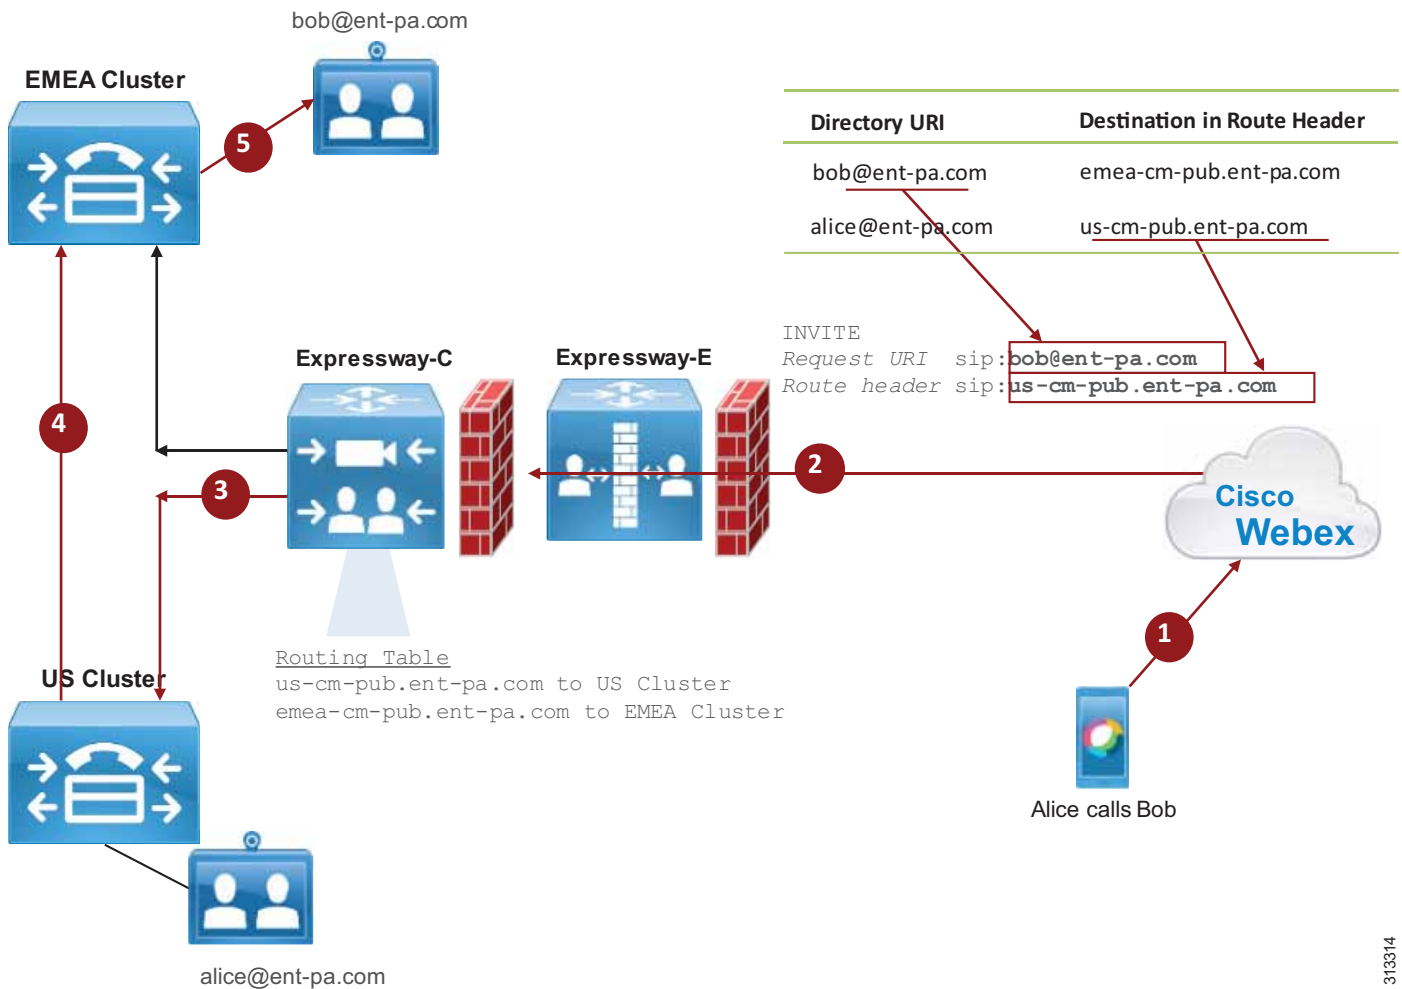 bob@ent-pa.com
EMEA Cluster
5
Directory URI
Destination in Route Header
bob@ent-pa.com
emea-cm-pub.ent-pa.com
alice@ent-pa.com
us-cm-pub.ent-pa.com
INVITE
Request URI sip:bob@ent-pa.com
Route header sip:us-cm-pub.ent-pa.com
Expressway-C
Expressway-E
4
3
2
Cisco
Webex
1
Routing Table
us-cm-pub.ent-pa.com to US Cluster
emea-cm-pub.ent-pa.com to EMEA Cluster
US Cluster
Alice calls Bob
alice@ent-pa.com
313314